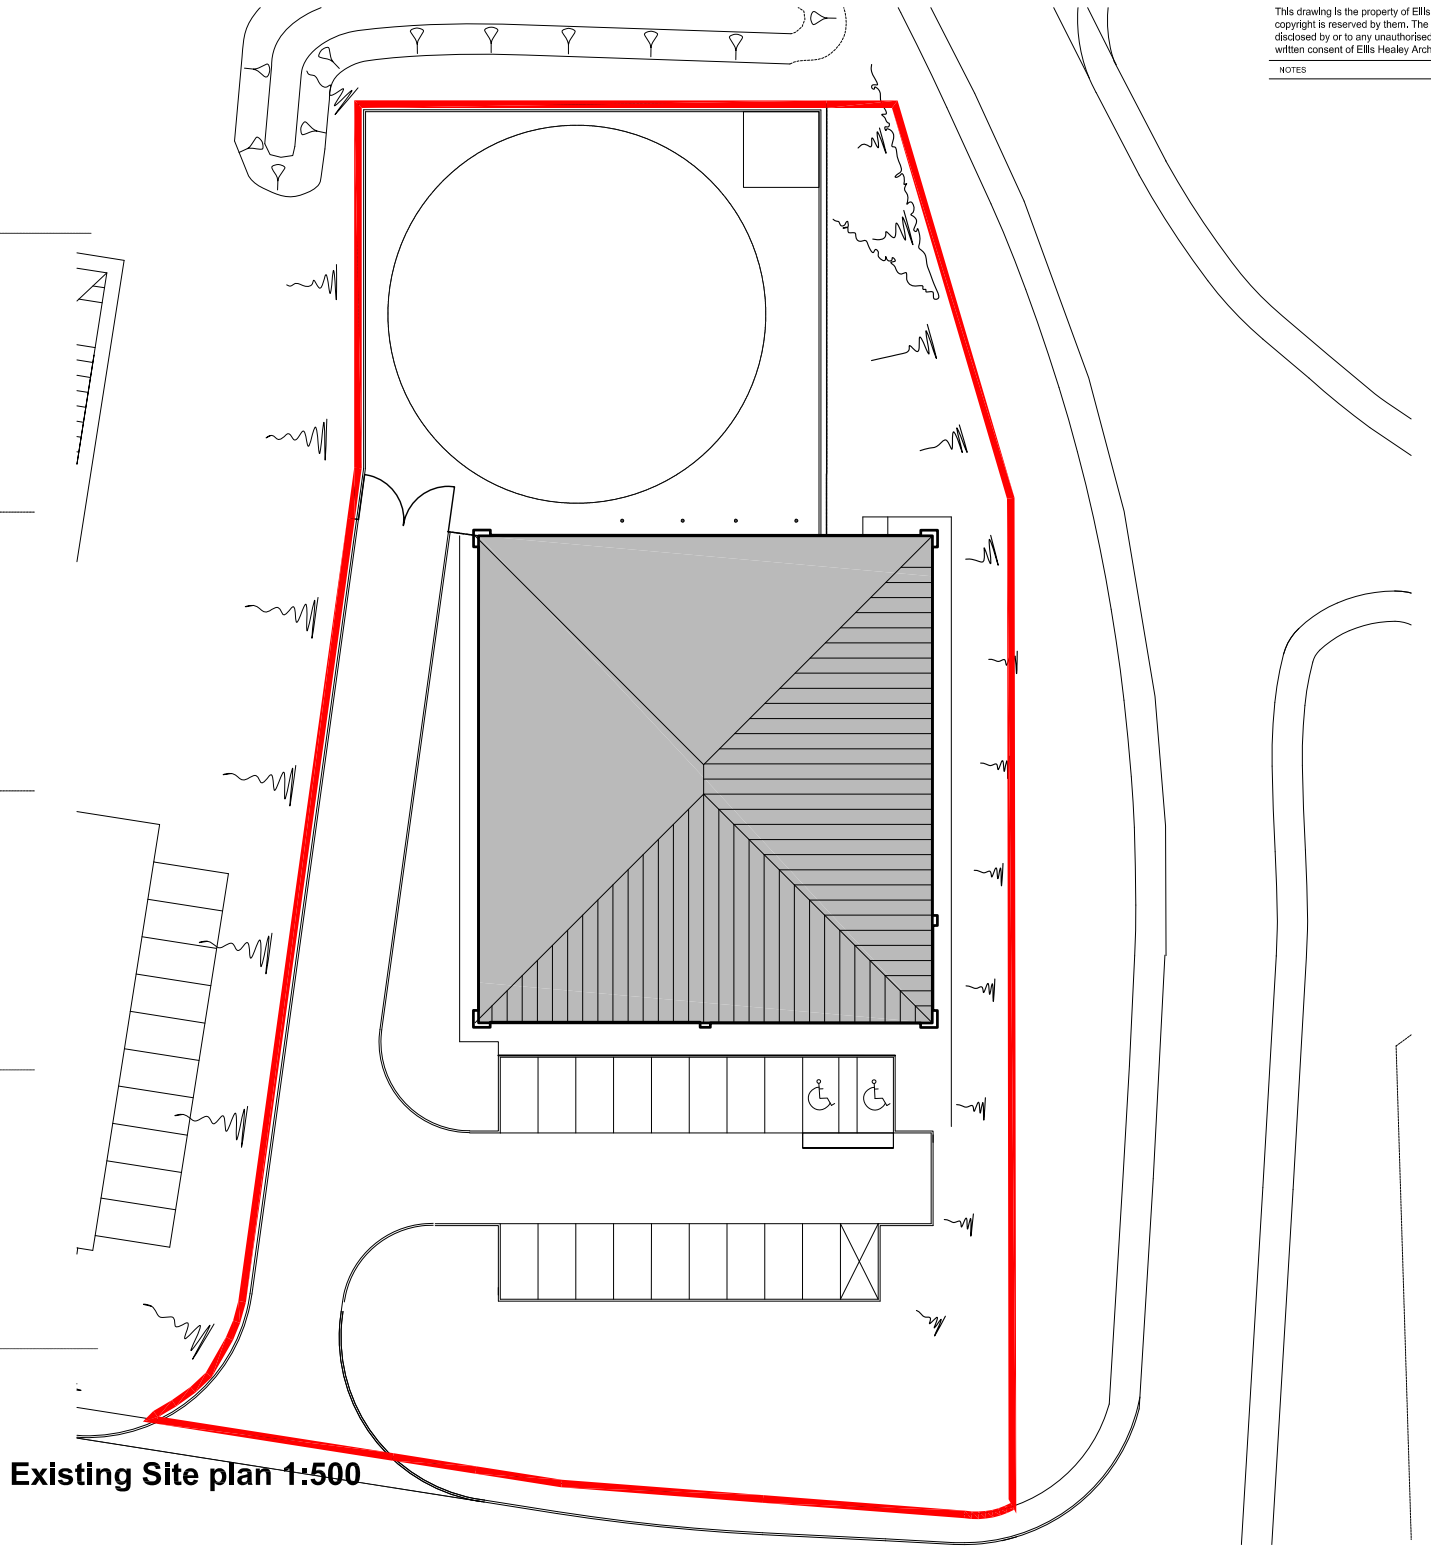 This drawing is the property of Ellis
copyright is reserved by them. The
disclosed by or to any unauthorised
written consent of Ellis Healey Arch
NOTES
Existing Site plan 1:500